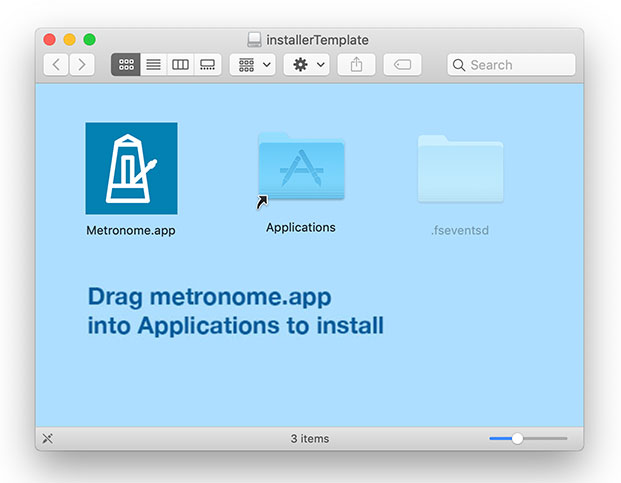 installerTemplate
Search
Metronome.app
Applications
.fseventsd
Drag metronome.app
into Applications to install
3 items